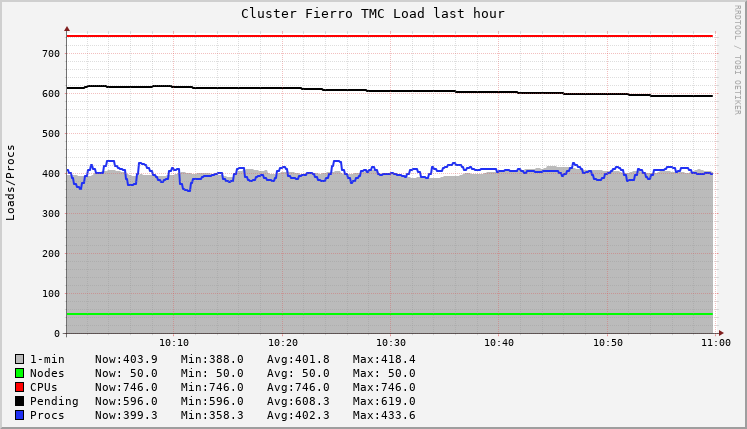 Cluster Fierro TMC Load last hour
RRDTOOL / TOBI OETIKER
Loads/Procs
700
600
500
400
300
200
100
0
10:10 10:20 10:30 10:40 10:50 11:00
1-min Now:403.9 Min:388.0 Avg:401.8 Max:418.4
Nodes Now: 50.0 Min: 50.0 Avg: 50.0 Max: 50.0
CPUs Now:746.0 Min:746.0 Avg:746.0 Max:746.0
Pending Now:596.0 Min:596.0 Avg:608.3 Max:619.0
Procs Now:399.3 Min:358.3 Avg:402.3 Max:433.6